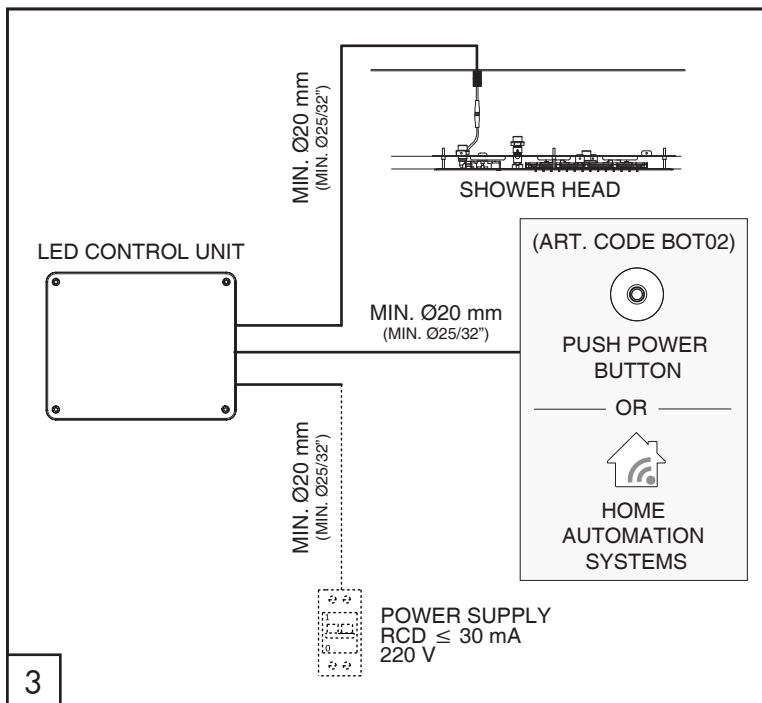 MIN. Ø20 mm
(MIN. Ø25/32”)
SHOWER HEAD
LED CONTROL UNIT
(ART. CODE BOT02)
MIN. Ø20 mm
(MIN. Ø25/32”)
PUSH POWER
BUTTON
OR
HOME
AUTOMATION
SYSTEMS
MIN. Ø20 mm
(MIN. Ø25/32”)
1
0
POWER SUPPLY
RCD ≤ 30 mA
220 V
3